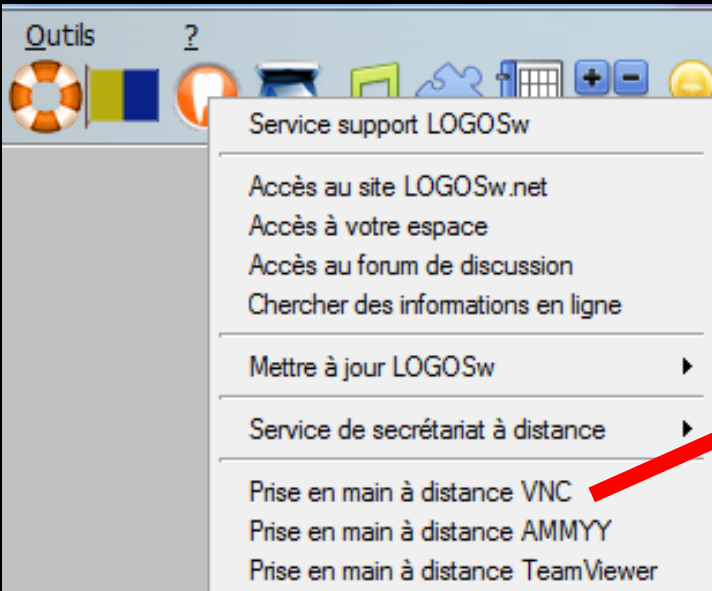 Outils ?
Service support LOGOSw
Accès au site LOGOSw.net
Accès à votre espace
Accès au forum de discussion
Chercher des informations en ligne
Mettre à jour LOGOSw
Service de secrétariat à distance
Prise en main à distance VNC
Prise en main à distance AMMYY
Prise en main à distance TeamViewer